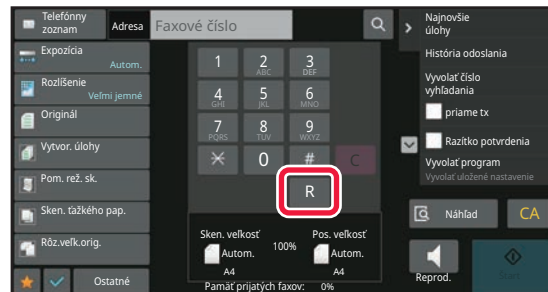 Telefónny
zoznam
Adresa
Faxové číslo
Najnovšie
úlohy
Expozícia
Autom.
Rozlíšenie
Veľmi jemné
Originál
Vytvor. úlohy
Pom. rež. sk.
Sken. ťažkého pap.
Rôz.veľk.orig.
Ostatné
1
2
ABC
3
DEF
4
GHI
5
JKL
6
MNO
7
PQRS
8
TUV
9
WXYZ
0
#
C
R
Sken. veľkosť
100%
Pos. veľkosť
Autom.
Autom.
A4
A4
Pamäť prijatých faxov: 0%
História odoslania
Vyvolať číslo
vyhľadania
priame tx
Razítko potvrdenia
Vyvolať program
Vyvolať uložené nastavenie
Náhľad
CA
Reprod.
Štart